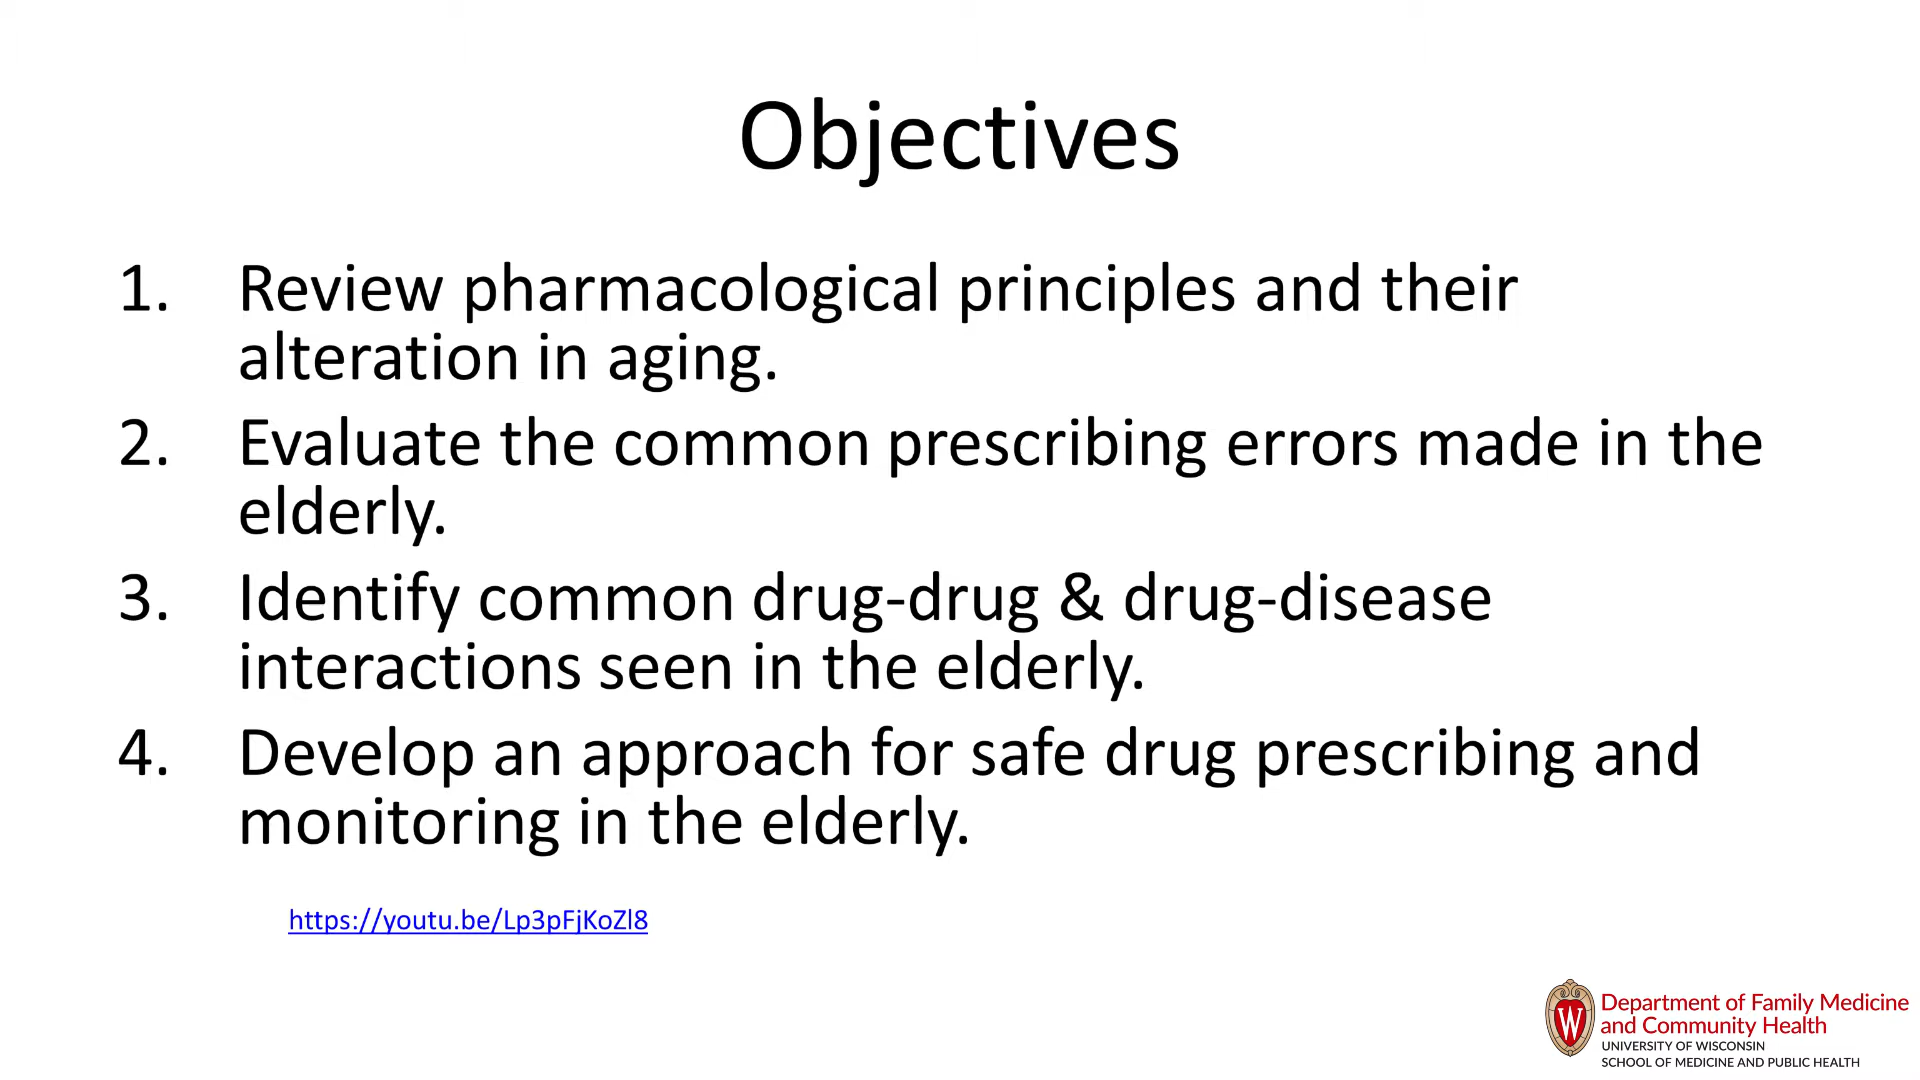 Objectives
1. Review pharmacological principles and their
alteration in aging.
2. Evaluate the common prescribing errors made in the
elderly.
3. Identify common drug-drug & drug-disease
interactions seen in the elderly.
4. Develop an approach for safe drug prescribing and
monitoring in the elderly.
https://youtu.be/Lp3pFjKoZl8
W
Department of Family Medicine
and Community Health
UNIVERSITY OF WISCONSIN
SCHOOL OF MEDICINE AND PUBLIC HEALTH